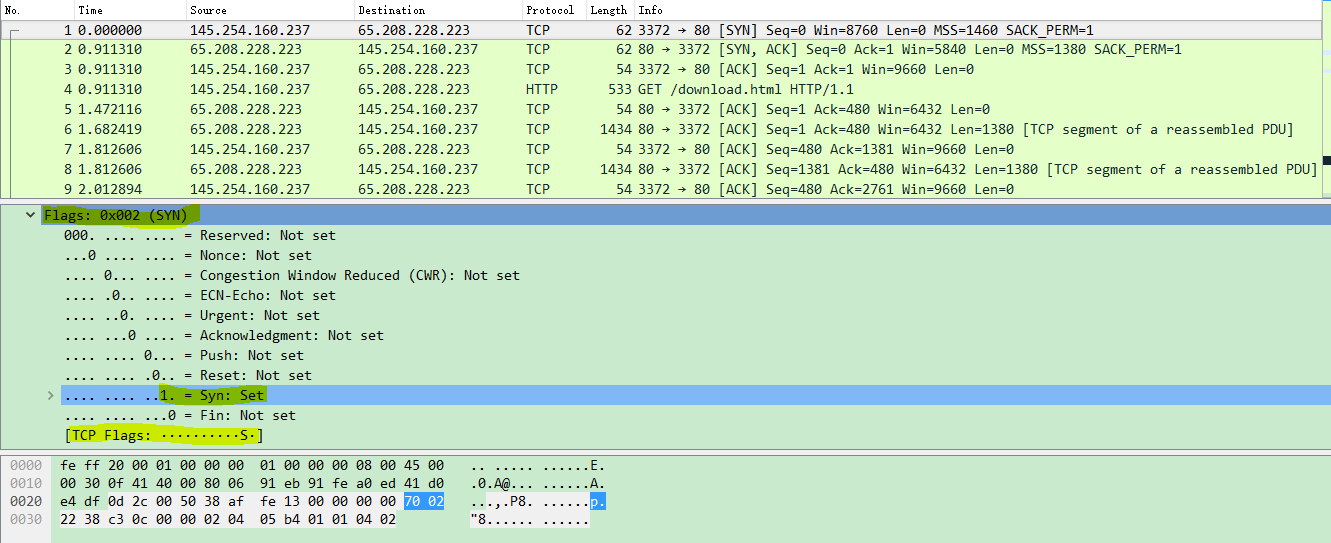 No. Time Source Destination Protocol Length Info
1 0.000000 145.254.160.237 65.208.228.223 TCP 62 3372 → 80 [SYN] Seq=0 Win=8760 Len=0 MSS=1460 SACK_PERM=1
2 0.911310 65.208.228.223 145.254.160.237 TCP 62 80 → 3372 [SYN, ACK] Seq=0 Ack=1 Win=5840 Len=0 MSS=1380 SACK_PERM=1
3 0.911310 145.254.160.237 65.208.228.223 TCP 54 3372 → 80 [ACK] Seq=1 Ack=1 Win=9660 Len=0
4 0.911310 145.254.160.237 65.208.228.223 HTTP 533 GET /download.html HTTP/1.1
5 1.472116 65.208.228.223 145.254.160.237 TCP 54 80 → 3372 [ACK] Seq=1 Ack=480 Win=6432 Len=0
6 1.682419 65.208.228.223 145.254.160.237 TCP 1434 80 → 3372 [ACK] Seq=1 Ack=480 Win=6432 Len=1380 [TCP segment of a reassembled PDU]
7 1.812606 145.254.160.237 65.208.228.223 TCP 54 3372 → 80 [ACK] Seq=480 Ack=1381 Win=9660 Len=0
8 1.812606 65.208.228.223 145.254.160.237 TCP 1434 80 → 3372 [ACK] Seq=1381 Ack=480 Win=6432 Len=1380 [TCP segment of a reassembled PDU]
9 2.012894 145.254.160.237 65.208.228.223 TCP 54 3372 → 80 [ACK] Seq=480 Ack=2761 Win=9660 Len=0
Flags: 0x002 (SYN)
000. .... .... = Reserved: Not set
...0 .... .... = Nonce: Not set
.... 0... .... = Congestion Window Reduced (CWR): Not set
.... .0.. .... = ECN-Echo: Not set
.... ..0. .... = Urgent: Not set
.... ...0 .... = Acknowledgment: Not set
.... .... 0... = Push: Not set
.... .... .0.. = Reset: Not set
.... .... ..1. = Syn: Set
.... .... ...0 = Fin: Not set
[TCP Flags: ··········S·]
0000 fe ff 20 00 01 00 00 00 01 00 00 00 08 00 45 00 .. ..... ......E.
0010 00 30 0f 41 40 00 80 06 91 eb 91 fe a0 ed 41 d0 .0.A@... ......A.
0020 e4 df 0d 2c 00 50 38 af fe 13 00 00 00 00 70 02 ...,.P8. ......p.
0030 22 38 c3 0c 00 00 02 04 05 b4 01 01 04 02 "8...... ......